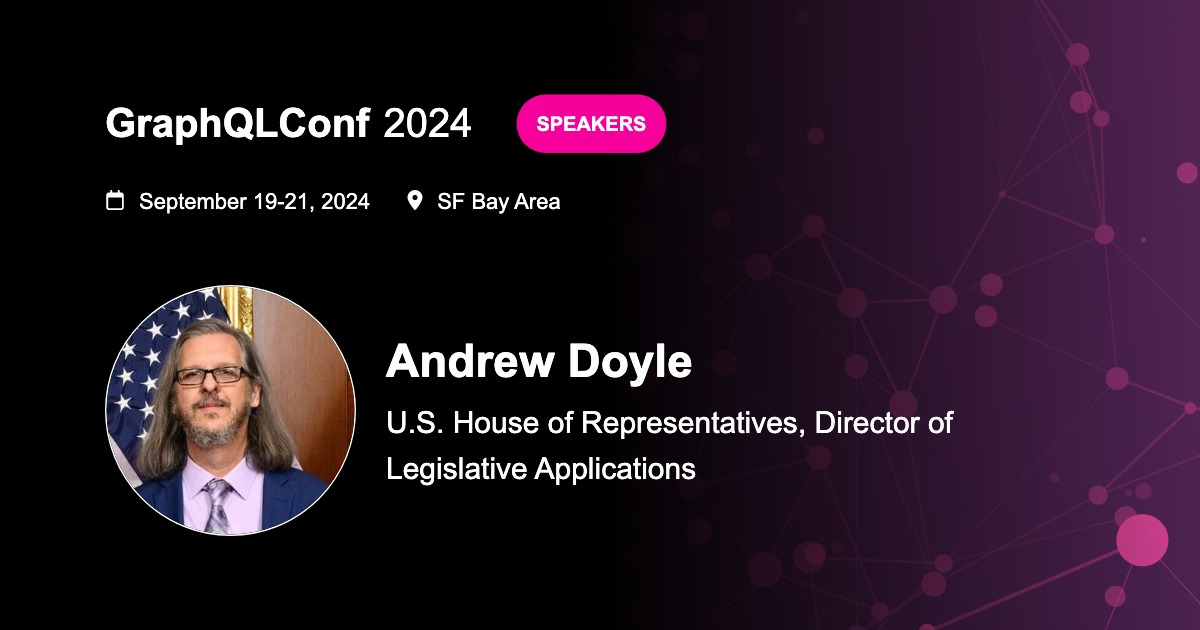 GraphQLConf 2024 SPEAKERS
September 19-21, 2024 SF Bay Area
Andrew Doyle
U.S. House of Representatives, Director of
Legislative Applications